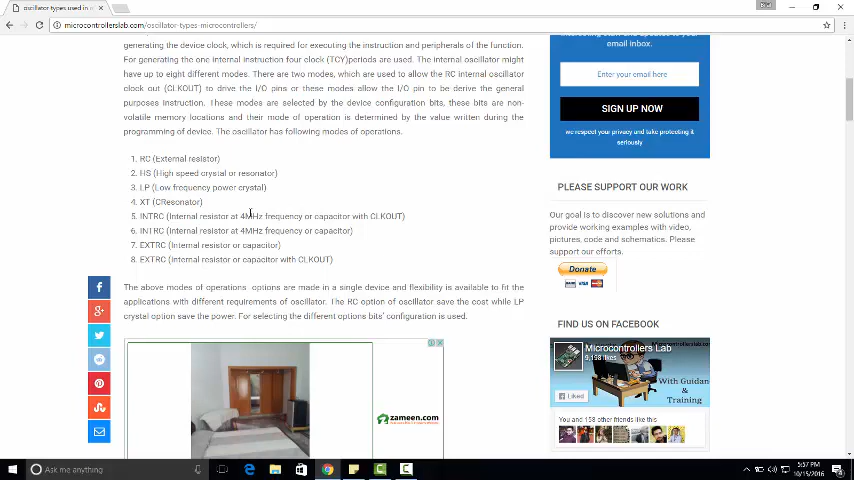 oscillator types used in
microcontrollerslab.com/oscillator-types-microcontrollers/
generating the device clock, which is required for executing the instruction and peripherals of the function.
For generating the one internal instruction four clock (TCY)periods are used. The internal oscillator might
have up to eight different modes. There are two modes, which are used to allow the RC internal oscillator
clock out (CLKOUT) to drive the I/O pins or these modes allow the I/O pin to be derive the general
purposes instruction. These modes are selected by the device configuration bits, these bits are non-
volatile memory locations and their mode of operation is determined by the value written during the
programming of device. The oscillator has following modes of operations.
1. RC (External resistor)
2. HS (High speed crystal or resonator)
3. LP (Low frequency power crystal)
4. XT (CResonator)
5. INTRC (Internal resistor at 4MHz frequency or capacitor with CLKOUT)
6. INTRC (Internal resistor at 4MHz frequency or capacitor)
7. EXTRC (Internal resistor or capacitor)
8. EXTRC (Internal resistor or capacitor with CLKOUT)
The above modes of operations options are made in a single device and flexibility is available to fit the
applications with different requirements of oscillator. The RC option of oscillator save the cost while LP
crystal option save the power. For selecting the different options bits' configuration is used.
zameen.com
email inbox.
Enter your email here
SIGN UP NOW
we respect your privacy and take protecting it
seriously
PLEASE SUPPORT OUR WORK
Our goal is to discover new solutions and
provide working examples with video,
pictures, code and schematics. Please
support our efforts.
Donate
FIND US ON FACEBOOK
Microcontrollers Lab
9,198 likes
With Guidan
& Training
Liked
You and 158 other friends like this
Ask me anything
5:57 PM
10/15/2016